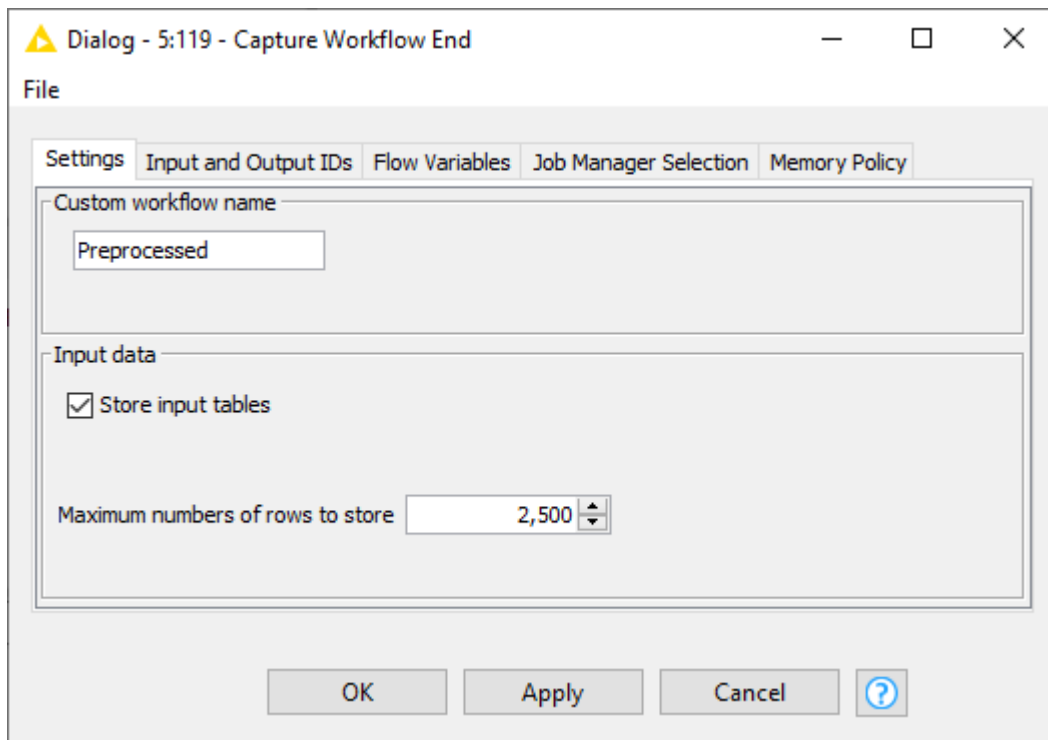 Dialog - 5:119 - Capture Workflow End
File
Settings Input and Output IDs Flow Variables Job Manager Selection Memory Policy
Custom workflow name
Preprocessed
Input data
Store input tables
Maximum numbers of rows to store 2,500
OK Apply Cancel ?